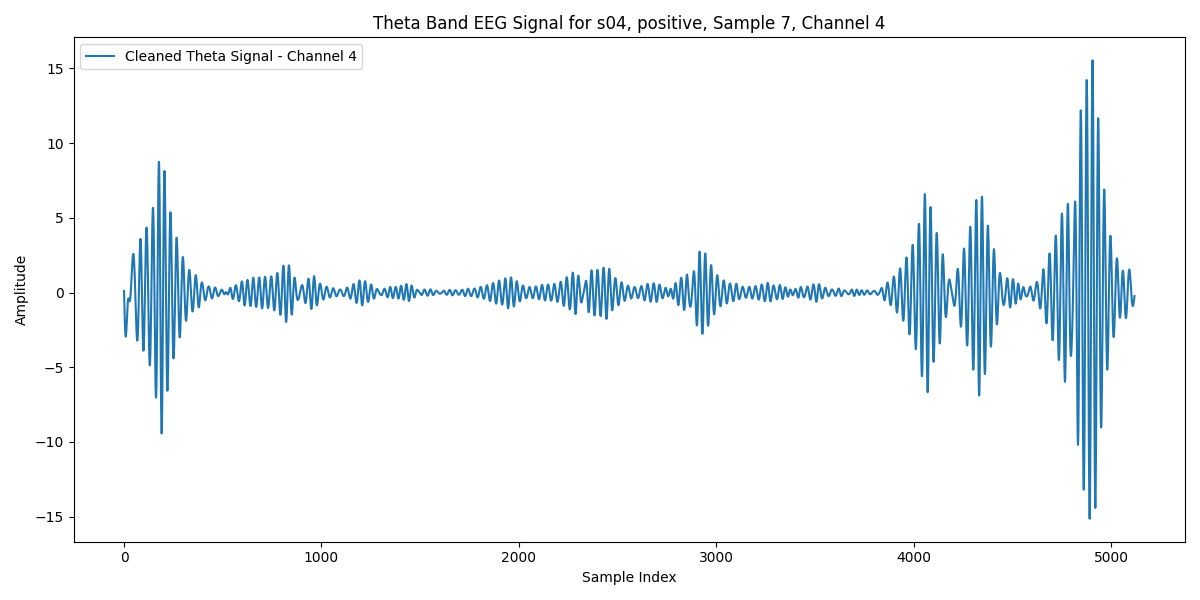 Theta Band EEG Signal for s04, positive, Sample 7, Channel 4
Cleaned Theta Signal - Channel 4
Amplitude
15
10
5
0
−5
−10
−15
0 1000 2000 3000 4000 5000
Sample Index